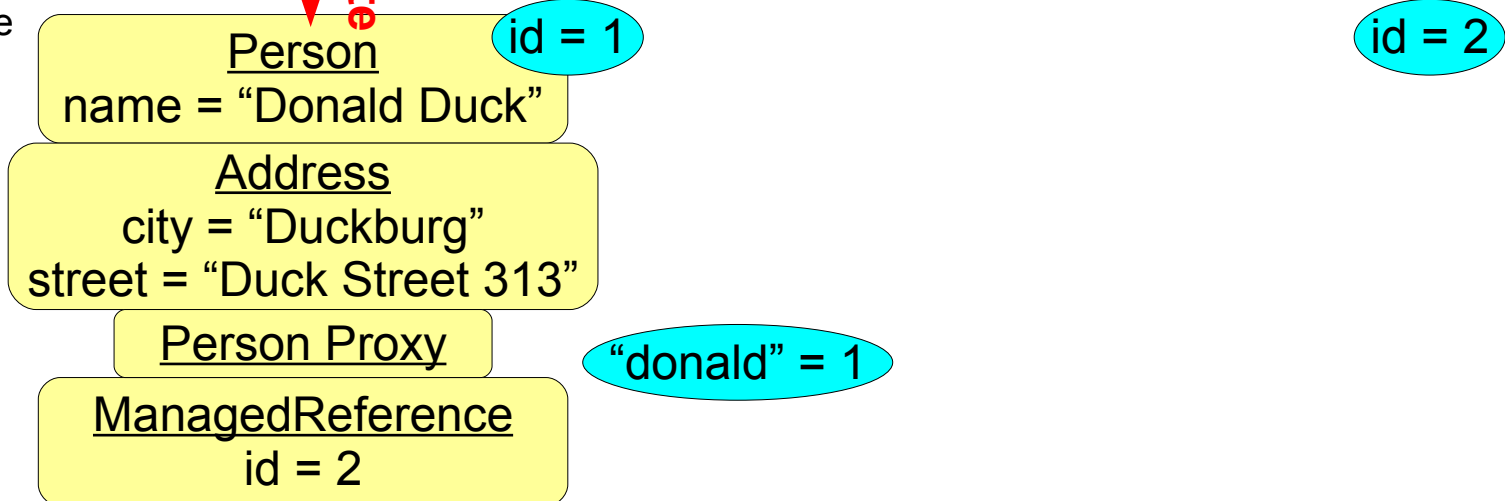 e
e
Person
id = 1
id = 2
name = “Donald Duck”
Address
city = “Duckburg”
street = “Duck Street 313”
Person Proxy
“donald” = 1
ManagedReference
id = 2